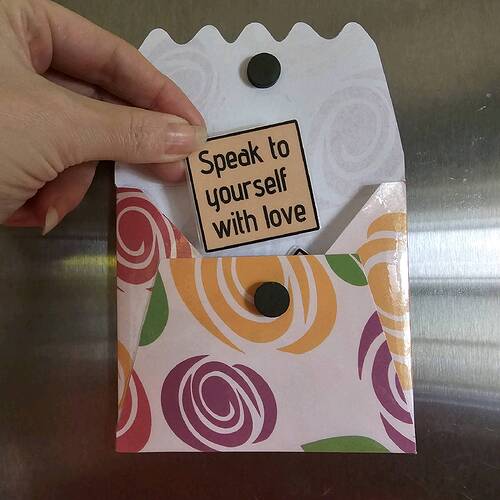 Speak to
yourself
with love